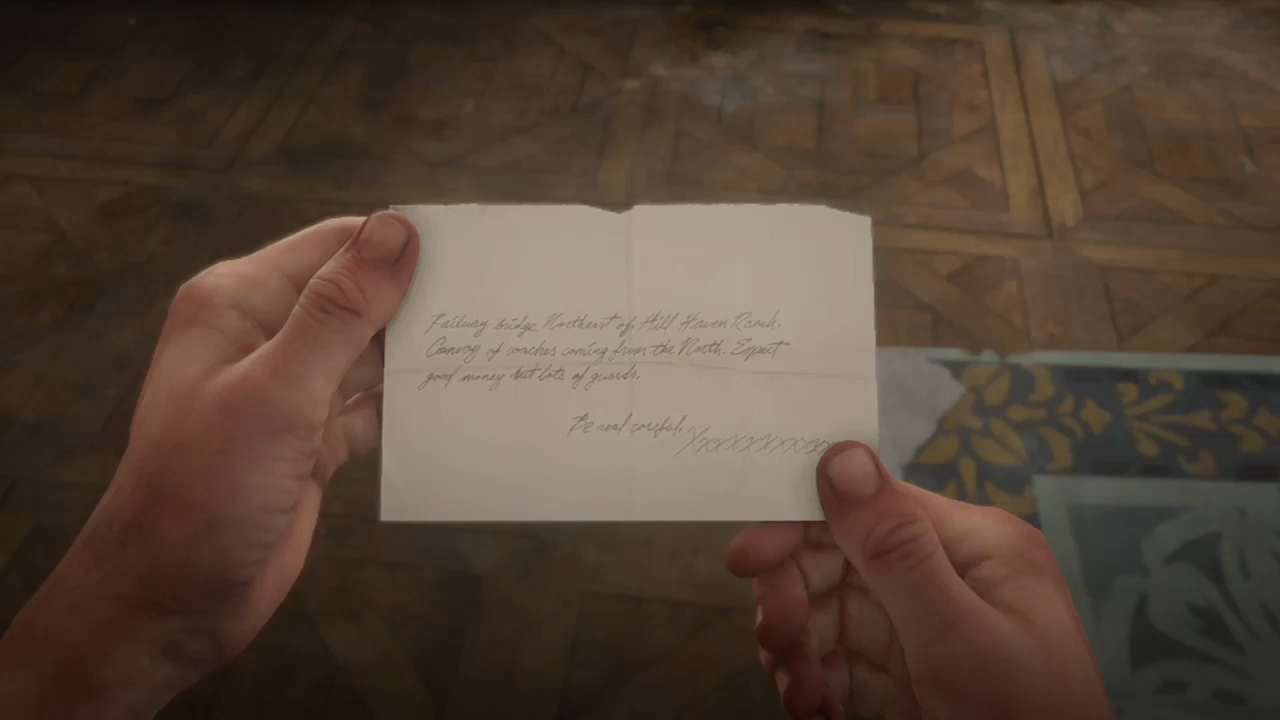 Railway bridge Northeast of Hill Haven Ranch.
Convoy of coaches coming from the North. Expect
good money but lots of guards.
Be real careful.